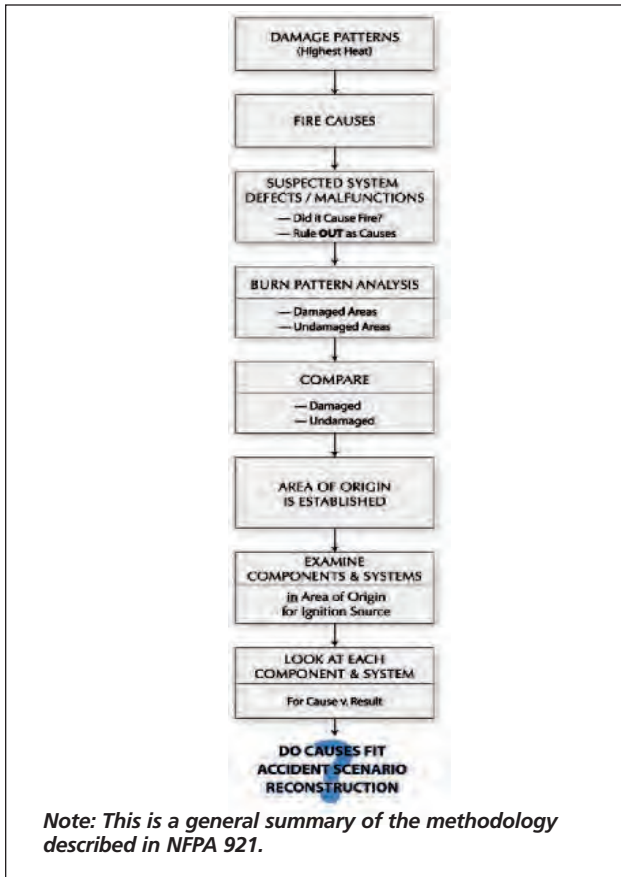 DAMAGE PATTERNS
(Highest Heat)
FIRE CAUSES
SUSPECTED SYSTEM
DEFECTS / MALFUNCTIONS
— Did it Cause Fire?
— Rule OUT as Causes
BURN PATTERN ANALYSIS
— Damaged Areas
— Undamaged Areas
COMPARE
— Damaged
— Undamaged
AREA OF ORIGIN
IS ESTABLISHED
EXAMINE
COMPONENTS & SYSTEMS
in Area of Origin
for Ignition Source
LOOK AT EACH
COMPONENT & SYSTEM
For Cause v. Result
?
DO CAUSES FIT
ACCIDENT SCENARIO
RECONSTRUCTION
Note: This is a general summary of the methodology
described in NFPA 921.